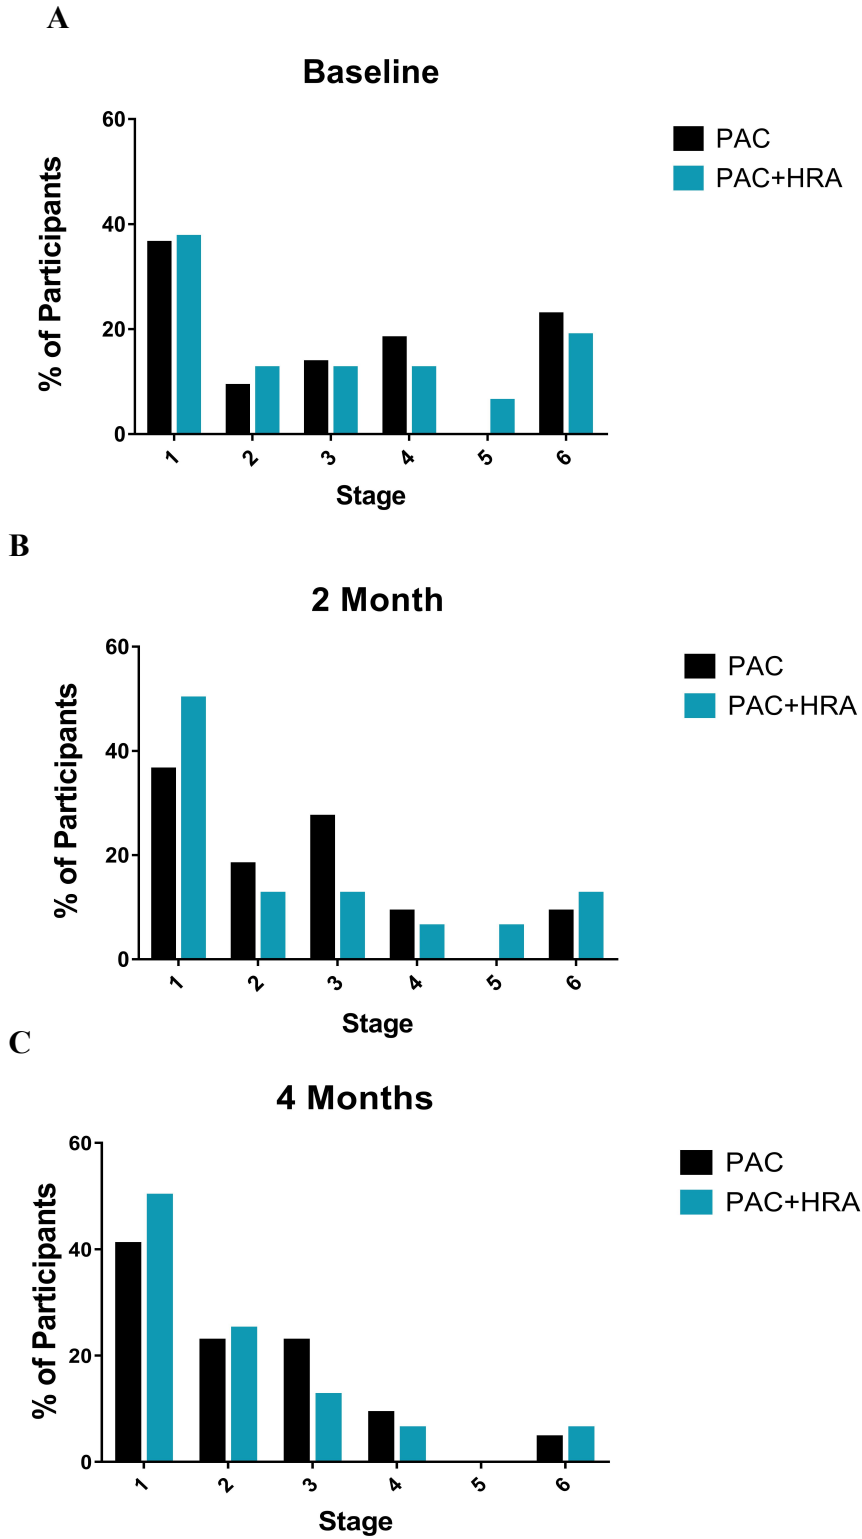 A
Baseline
60
40
20
0
% of Participants
1 2 3 4 5 6
Stage
PAC
PAC+HRA
B
2 Month
60
40
20
0
% of Participants
1 2 3 4 5 6
Stage
PAC
PAC+HRA
C
4 Months
60
40
20
0
% of Participants
1 2 3 4 5 6
Stage
PAC
PAC+HRA